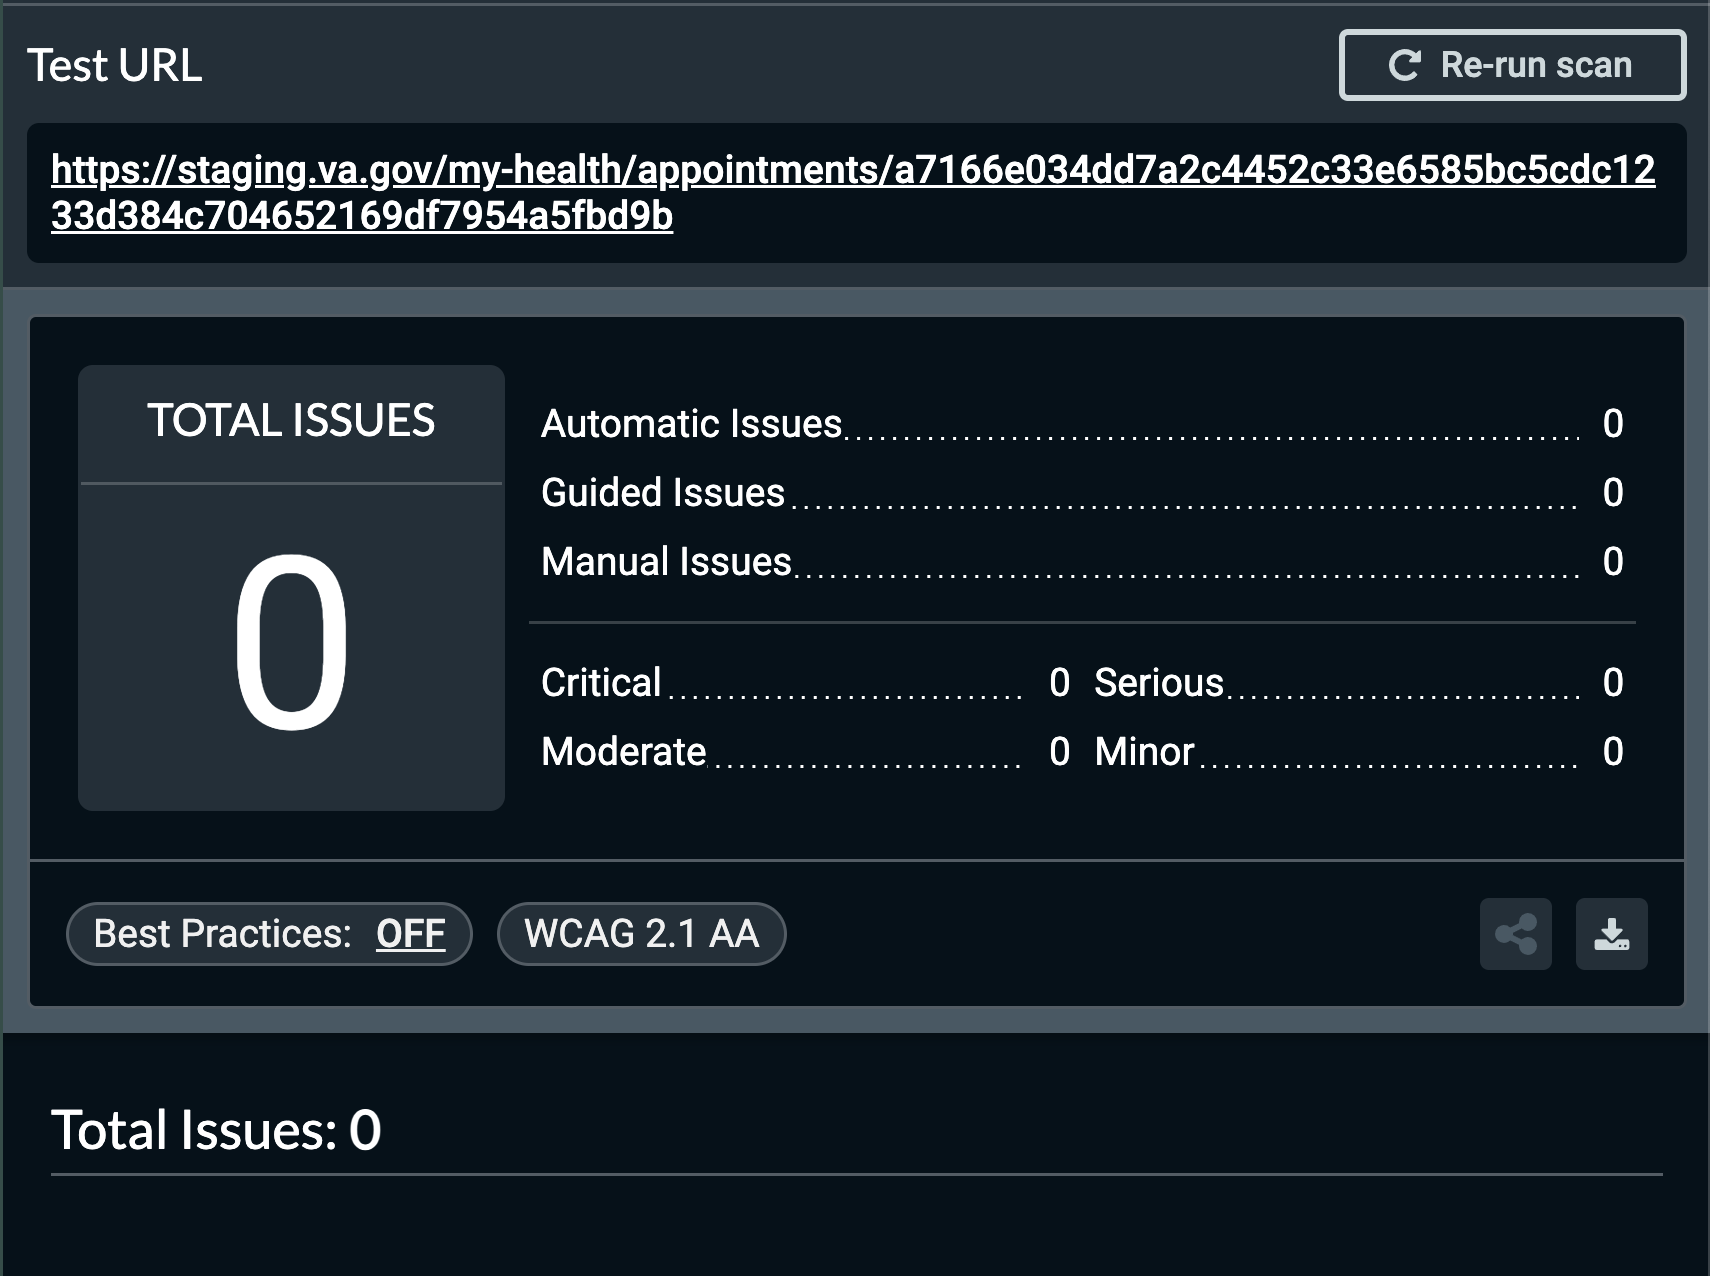 Test URL
Re-run scan
https://staging.va.gov/my-health/appointments/a7166e034dd7a2c4452c33e6585bc5cdc12
33d384c704652169df7954a5fbd9b
TOTAL ISSUES
0
Automatic Issues 0
Guided Issues 0
Manual Issues 0
Critical 0 Serious 0
Moderate 0 Minor 0
Best Practices: OFF WCAG 2.1 AA
Total Issues: 0